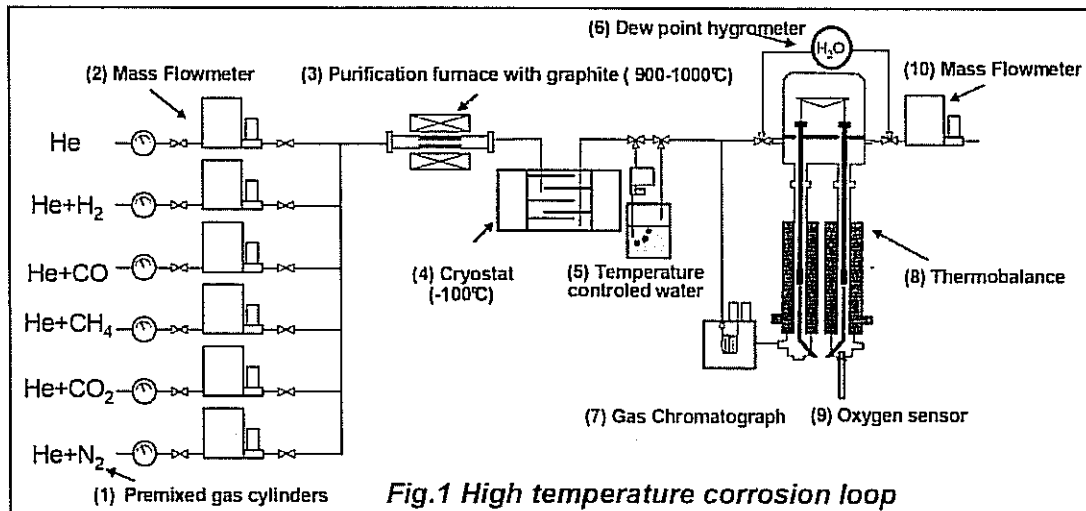 (6) Dew point hygrometer
H₂O
(2) Mass Flowmeter
(3) Purification furnace with graphite ( 900-1000℃)
(10) Mass Flowmeter
He
He+H₂
He+CO
He+CH₄
He+CO₂
He+N₂
(4) Cryostat
(-100℃)
(5) Temperature
controled water
(8) Thermobalance
(7) Gas Chromatograph
(9) Oxygen sensor
(1) Premixed gas cylinders
Fig.1 High temperature corrosion loop